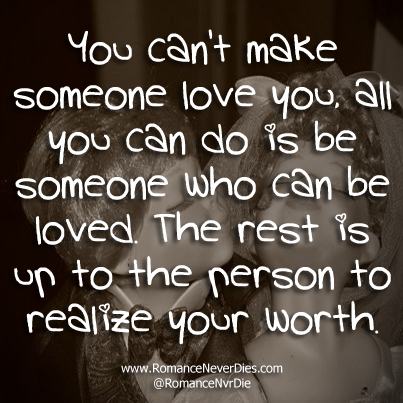 You can't make
someone love you, all
you can do is be
someone who can be
loved. The rest is
up to the person to
realize your worth.
www.RomanceNeverDies.com
@RomanceNvrDie